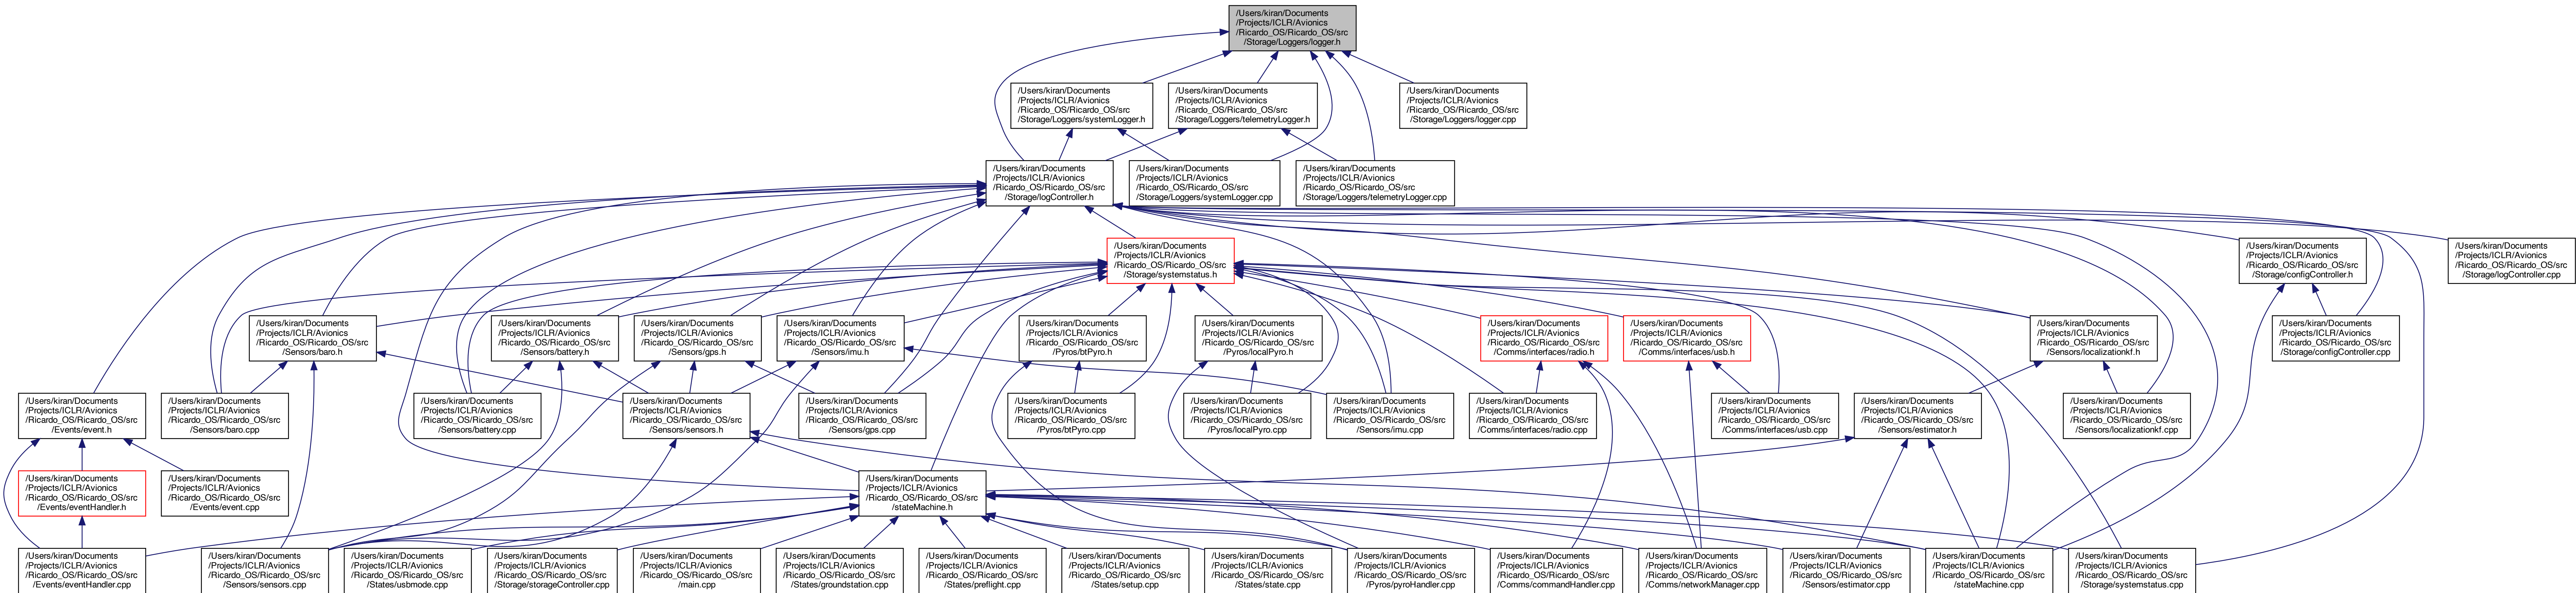 /Users/kiran/Documents
/Projects/ICLR/Avionics
/Ricardo_OS/Ricardo_OS/src
/Storage/Loggers/logger.h
/Users/kiran/Documents
/Projects/ICLR/Avionics
/Ricardo_OS/Ricardo_OS/src
/Storage/Loggers/systemLogger.h
/Users/kiran/Documents
/Projects/ICLR/Avionics
/Ricardo_OS/Ricardo_OS/src
/Storage/Loggers/telemetryLogger.h
/Users/kiran/Documents
/Projects/ICLR/Avionics
/Ricardo_OS/Ricardo_OS/src
/Storage/Loggers/logger.cpp
/Users/kiran/Documents
/Projects/ICLR/Avionics
/Ricardo_OS/Ricardo_OS/src
/Storage/logController.h
/Users/kiran/Documents
/Projects/ICLR/Avionics
/Ricardo_OS/Ricardo_OS/src
/Storage/Loggers/systemLogger.cpp
/Users/kiran/Documents
/Projects/ICLR/Avionics
/Ricardo_OS/Ricardo_OS/src
/Storage/Loggers/telemetryLogger.cpp
/Users/kiran/Documents
/Projects/ICLR/Avionics
/Ricardo_OS/Ricardo_OS/src
/Storage/systemstatus.h
/Users/kiran/Documents
/Projects/ICLR/Avionics
/Ricardo_OS/Ricardo_OS/src
/Storage/configController.h
/Users/kiran/Documents
/Projects/ICLR/Avionics
/Ricardo_OS/Ricardo_OS/src
/Storage/logController.cpp
/Users/kiran/Documents
/Projects/ICLR/Avionics
/Ricardo_OS/Ricardo_OS/src
/Sensors/baro.h
/Users/kiran/Documents
/Projects/ICLR/Avionics
/Ricardo_OS/Ricardo_OS/src
/Sensors/battery.h
/Users/kiran/Documents
/Projects/ICLR/Avionics
/Ricardo_OS/Ricardo_OS/src
/Sensors/gps.h
/Users/kiran/Documents
/Projects/ICLR/Avionics
/Ricardo_OS/Ricardo_OS/src
/Sensors/imu.h
/Users/kiran/Documents
/Projects/ICLR/Avionics
/Ricardo_OS/Ricardo_OS/src
/Pyros/btPyro.h
/Users/kiran/Documents
/Projects/ICLR/Avionics
/Ricardo_OS/Ricardo_OS/src
/Pyros/localPyro.h
/Users/kiran/Documents
/Projects/ICLR/Avionics
/Ricardo_OS/Ricardo_OS/src
/Comms/interfaces/radio.h
/Users/kiran/Documents
/Projects/ICLR/Avionics
/Ricardo_OS/Ricardo_OS/src
/Comms/interfaces/usb.h
/Users/kiran/Documents
/Projects/ICLR/Avionics
/Ricardo_OS/Ricardo_OS/src
/Sensors/localizationkf.h
/Users/kiran/Documents
/Projects/ICLR/Avionics
/Ricardo_OS/Ricardo_OS/src
/Storage/configController.cpp
/Users/kiran/Documents
/Projects/ICLR/Avionics
/Ricardo_OS/Ricardo_OS/src
/Events/event.h
/Users/kiran/Documents
/Projects/ICLR/Avionics
/Ricardo_OS/Ricardo_OS/src
/Sensors/baro.cpp
/Users/kiran/Documents
/Projects/ICLR/Avionics
/Ricardo_OS/Ricardo_OS/src
/Sensors/battery.cpp
/Users/kiran/Documents
/Projects/ICLR/Avionics
/Ricardo_OS/Ricardo_OS/src
/Sensors/sensors.h
/Users/kiran/Documents
/Projects/ICLR/Avionics
/Ricardo_OS/Ricardo_OS/src
/Sensors/gps.cpp
/Users/kiran/Documents
/Projects/ICLR/Avionics
/Ricardo_OS/Ricardo_OS/src
/Pyros/btPyro.cpp
/Users/kiran/Documents
/Projects/ICLR/Avionics
/Ricardo_OS/Ricardo_OS/src
/Pyros/localPyro.cpp
/Users/kiran/Documents
/Projects/ICLR/Avionics
/Ricardo_OS/Ricardo_OS/src
/Sensors/imu.cpp
/Users/kiran/Documents
/Projects/ICLR/Avionics
/Ricardo_OS/Ricardo_OS/src
/Comms/interfaces/radio.cpp
/Users/kiran/Documents
/Projects/ICLR/Avionics
/Ricardo_OS/Ricardo_OS/src
/Comms/interfaces/usb.cpp
/Users/kiran/Documents
/Projects/ICLR/Avionics
/Ricardo_OS/Ricardo_OS/src
/Sensors/estimator.h
/Users/kiran/Documents
/Projects/ICLR/Avionics
/Ricardo_OS/Ricardo_OS/src
/Sensors/localizationkf.cpp
/Users/kiran/Documents
/Projects/ICLR/Avionics
/Ricardo_OS/Ricardo_OS/src
/Events/eventHandler.h
/Users/kiran/Documents
/Projects/ICLR/Avionics
/Ricardo_OS/Ricardo_OS/src
/Events/event.cpp
/Users/kiran/Documents
/Projects/ICLR/Avionics
/Ricardo_OS/Ricardo_OS/src
/stateMachine.h
/Users/kiran/Documents
/Projects/ICLR/Avionics
/Ricardo_OS/Ricardo_OS/src
/Events/eventHandler.cpp
/Users/kiran/Documents
/Projects/ICLR/Avionics
/Ricardo_OS/Ricardo_OS/src
/Sensors/sensors.cpp
/Users/kiran/Documents
/Projects/ICLR/Avionics
/Ricardo_OS/Ricardo_OS/src
/States/usbmode.cpp
/Users/kiran/Documents
/Projects/ICLR/Avionics
/Ricardo_OS/Ricardo_OS/src
/Storage/storageController.cpp
/Users/kiran/Documents
/Projects/ICLR/Avionics
/Ricardo_OS/Ricardo_OS/src
/main.cpp
/Users/kiran/Documents
/Projects/ICLR/Avionics
/Ricardo_OS/Ricardo_OS/src
/States/groundstation.cpp
/Users/kiran/Documents
/Projects/ICLR/Avionics
/Ricardo_OS/Ricardo_OS/src
/States/preflight.cpp
/Users/kiran/Documents
/Projects/ICLR/Avionics
/Ricardo_OS/Ricardo_OS/src
/States/setup.cpp
/Users/kiran/Documents
/Projects/ICLR/Avionics
/Ricardo_OS/Ricardo_OS/src
/States/state.cpp
/Users/kiran/Documents
/Projects/ICLR/Avionics
/Ricardo_OS/Ricardo_OS/src
/Pyros/pyroHandler.cpp
/Users/kiran/Documents
/Projects/ICLR/Avionics
/Ricardo_OS/Ricardo_OS/src
/Comms/commandHandler.cpp
/Users/kiran/Documents
/Projects/ICLR/Avionics
/Ricardo_OS/Ricardo_OS/src
/Comms/networkManager.cpp
/Users/kiran/Documents
/Projects/ICLR/Avionics
/Ricardo_OS/Ricardo_OS/src
/Sensors/estimator.cpp
/Users/kiran/Documents
/Projects/ICLR/Avionics
/Ricardo_OS/Ricardo_OS/src
/stateMachine.cpp
/Users/kiran/Documents
/Projects/ICLR/Avionics
/Ricardo_OS/Ricardo_OS/src
/Storage/systemstatus.cpp